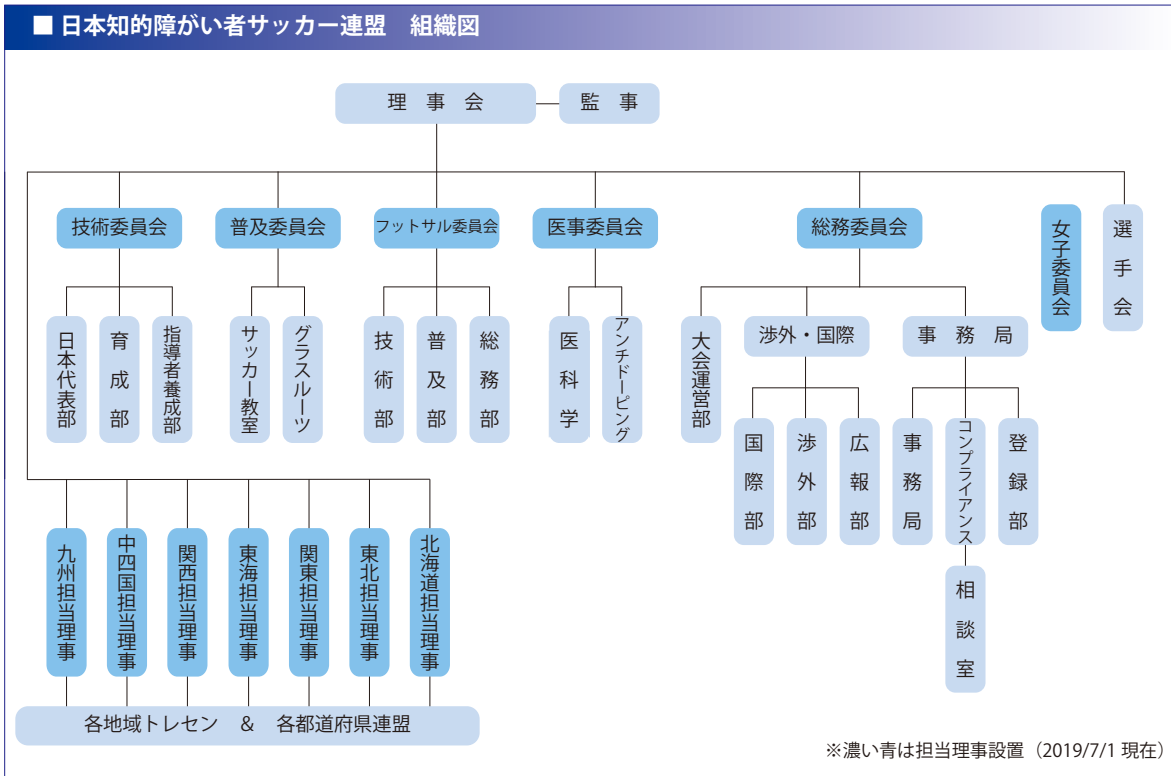 ■ 日本知的障がい者サッカー連盟　組織図
理　事　会
監　事
技術委員会
普及委員会
フットサル委員会
医事委員会
総務委員会
女子委員会
選手会
日本代表部
育成部
指導者養成部
サッカー教室
グラスルーツ
技術部
普及部
総務部
医科学
アンチドーピング
大会運営部
渉外・国際
事　務　局
国際部
渉外部
広報部
事務局
コンプライアンス
登録部
相談室
九州担当理事
中四国担当理事
関西担当理事
東海担当理事
関東担当理事
東北担当理事
北海道担当理事
各地域トレセン　＆　各都道府県連盟
※濃い青は担当理事設置（2019/7/1 現在）